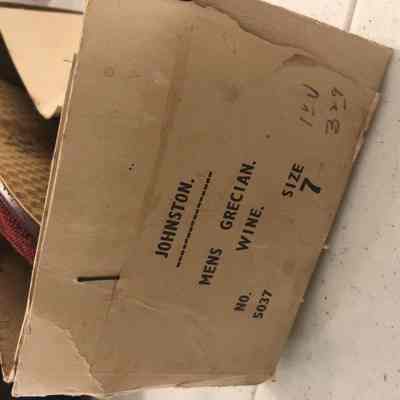 JOHNSTON.
MENS GRECIAN.
WINE.
NO.
5037
SIZE
7